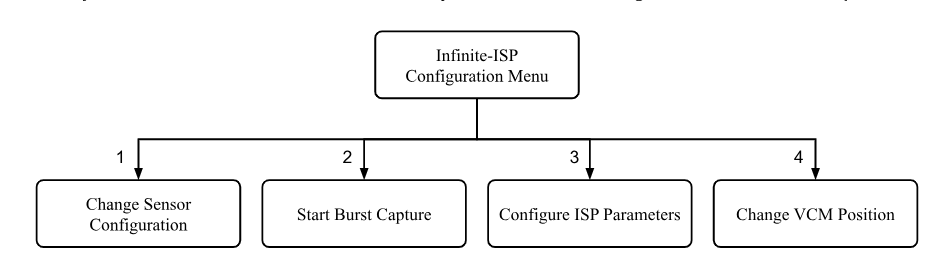 Infinite-ISP
Configuration Menu
1
2
3
4
Change Sensor
Configuration
Start Burst Capture
Configure ISP Parameters
Change VCM Position